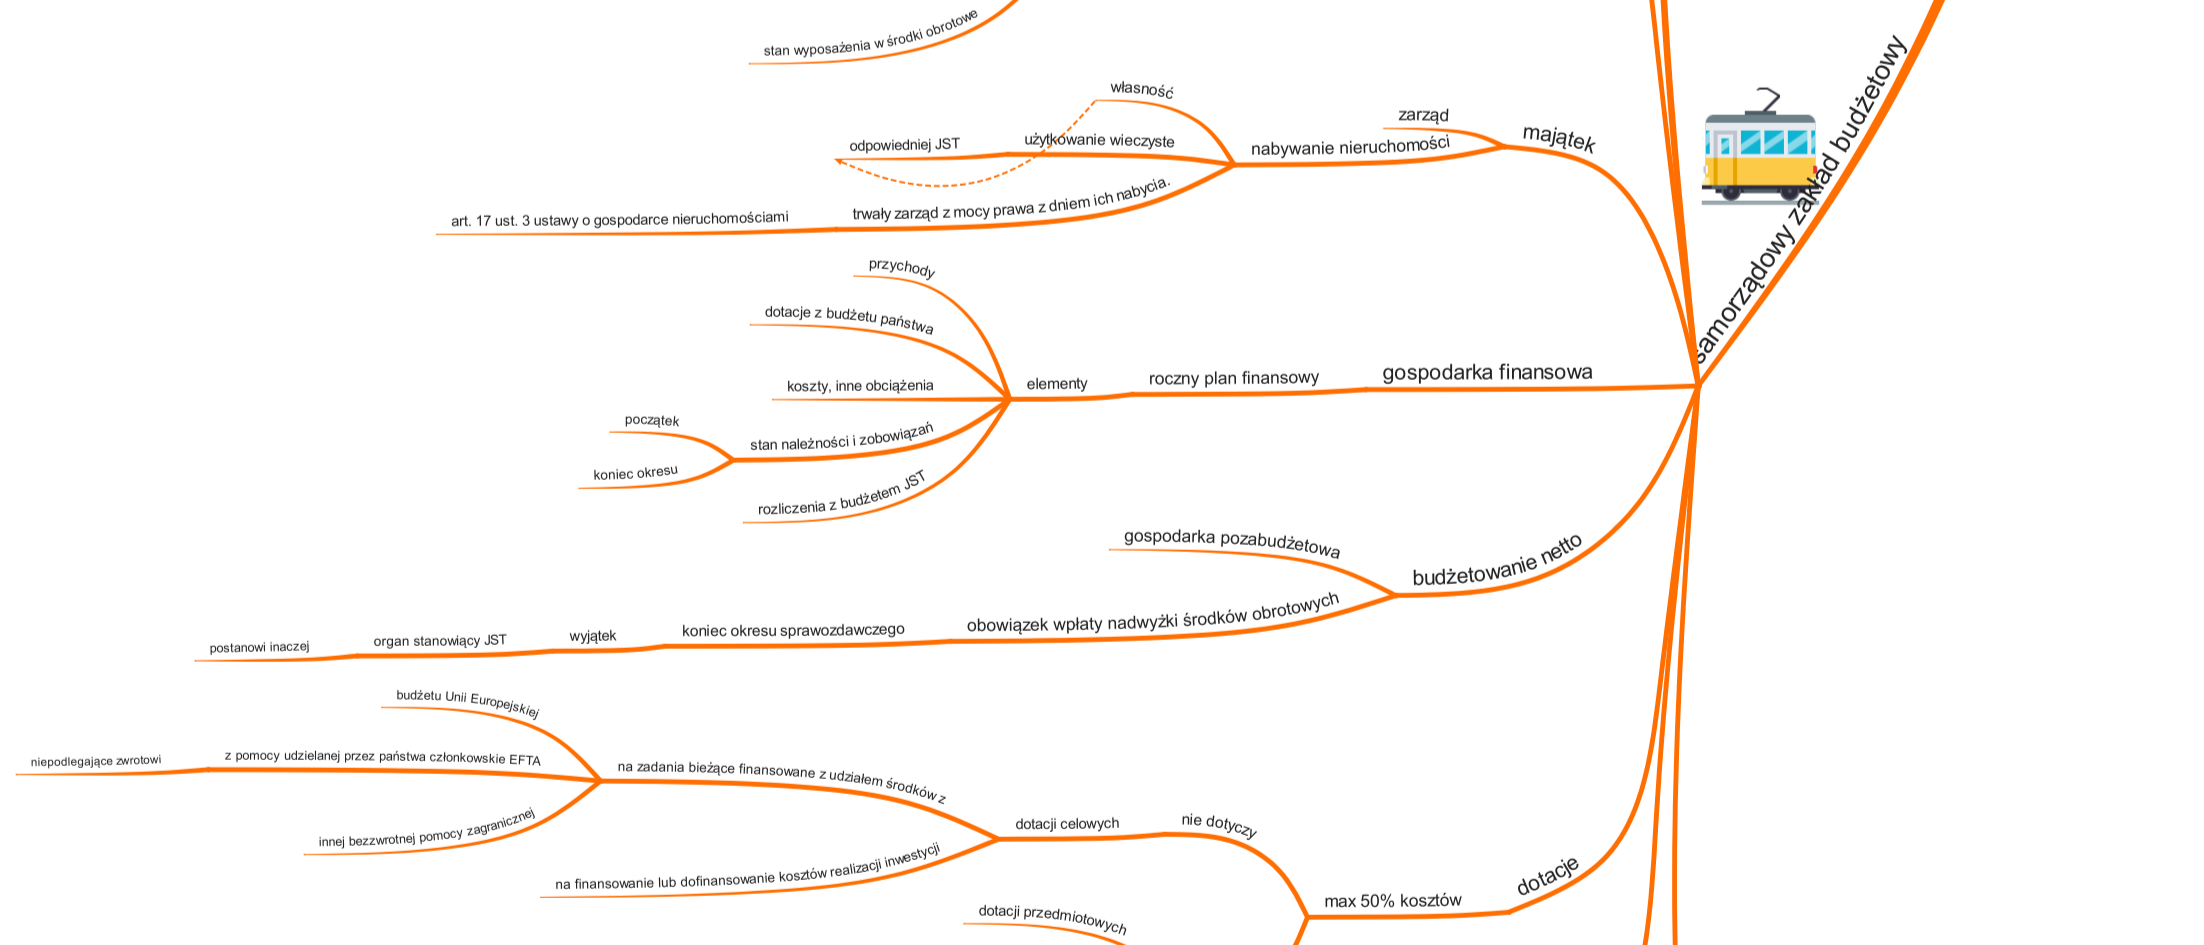 stan wyposażenia w środki obrotowe
samorządowy zakład budżetowy
majątek
zarząd
nabywanie nieruchomości
własność
użytkowanie wieczyste
odpowiedniej JST
trwały zarząd z mocy prawa z dniem ich nabycia.
art. 17 ust. 3 ustawy o gospodarce nieruchomościami
gospodarka finansowa
roczny plan finansowy
elementy
przychody
dotacje z budżetu państwa
koszty, inne obciążenia
stan należności i zobowiązań
początek
koniec okresu
rozliczenia z budżetem JST
budżetowanie netto
gospodarka pozabudżetowa
obowiązek wpłaty nadwyżki środków obrotowych
koniec okresu sprawozdawczego
wyjątek
organ stanowiący JST
postanowi inaczej
dotacje
max 50% kosztów
nie dotyczy
dotacji celowych
na zadania bieżące finansowane z udziałem środków z
budżetu Unii Europejskiej
z pomocy udzielanej przez państwa członkowskie EFTA
niepodlegające zwrotowi
innej bezzwrotnej pomocy zagranicznej
na finansowanie lub dofinansowanie kosztów realizacji inwestycji
dotacji przedmiotowych